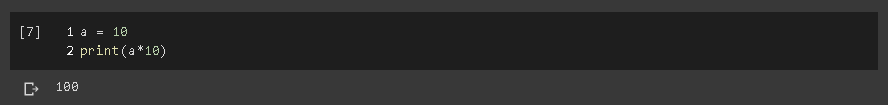 [7] 1 a = 10
2 print(a*10)
100